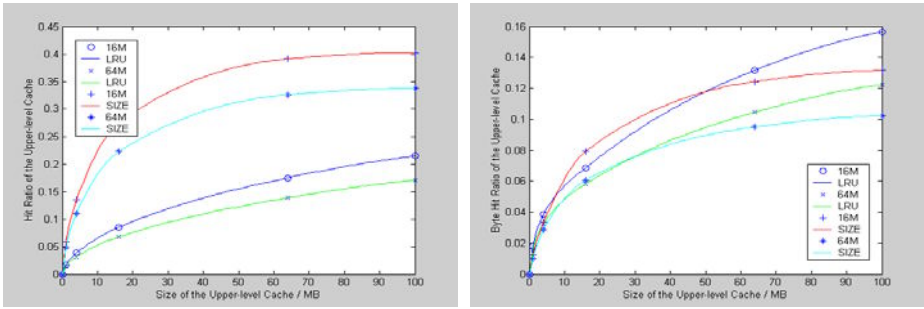 0.45
0.4
0.35
0.3
0.25
0.2
0.15
0.1
0.05
0
Hit Ratio of the Upper-level Cache
16M
LRU
64M
LRU
16M
SIZE
64M
SIZE
0 10 20 30 40 50 60 70 80 90 100
Size of the Upper-level Cache / MB
0.16
0.14
0.12
0.1
0.08
0.06
0.04
0.02
0
Byte Hit Ratio of the Upper-level Cache
16M
LRU
64M
LRU
16M
SIZE
64M
SIZE
0 10 20 30 40 50 60 70 80 90 100
Size of the Upper-level Cache / MB